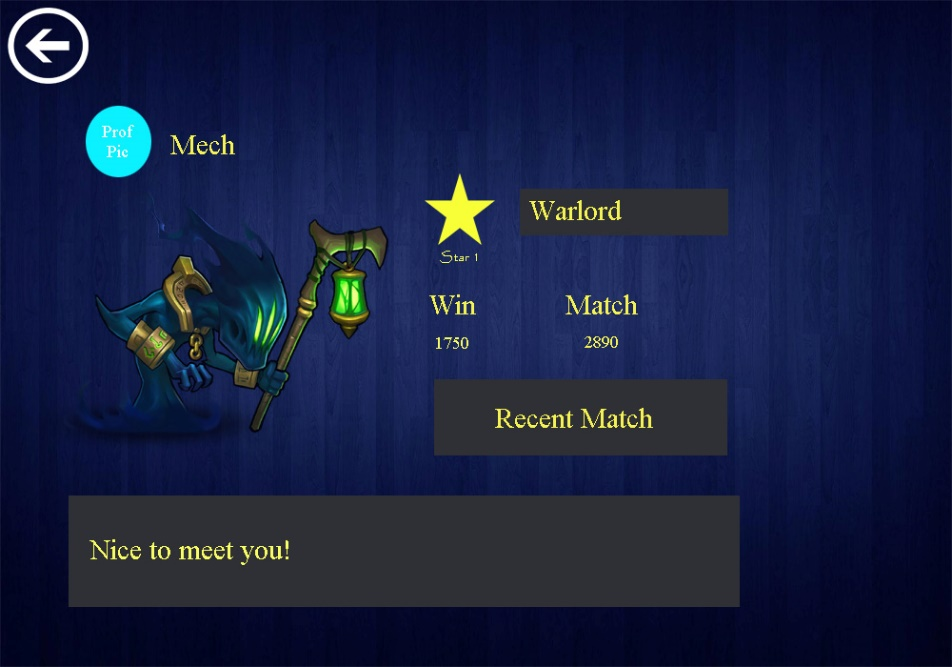 Prof
Pic
Mech
Warlord
Star 1
Win
Match
1750
2890
Recent Match
Nice to meet you!